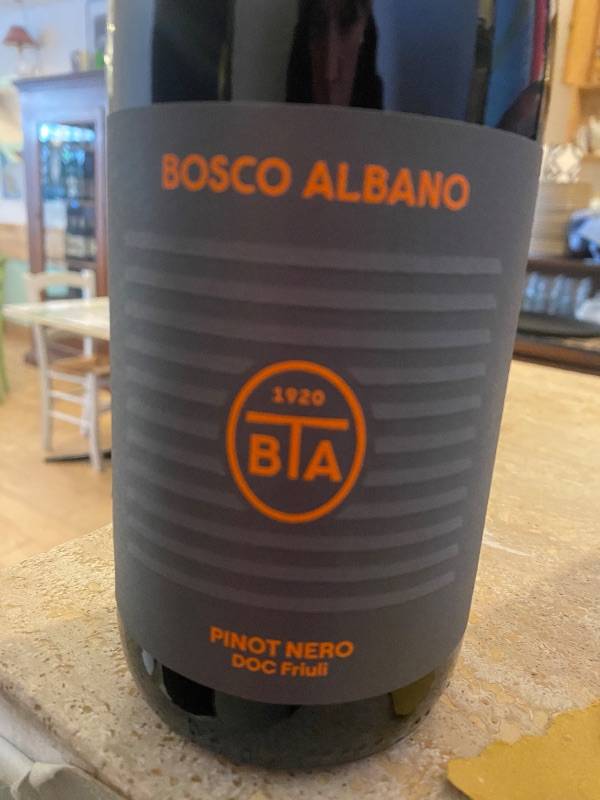 BOSCO ALBANO
1920
BTA
PINOT NERO
DOC Friuli